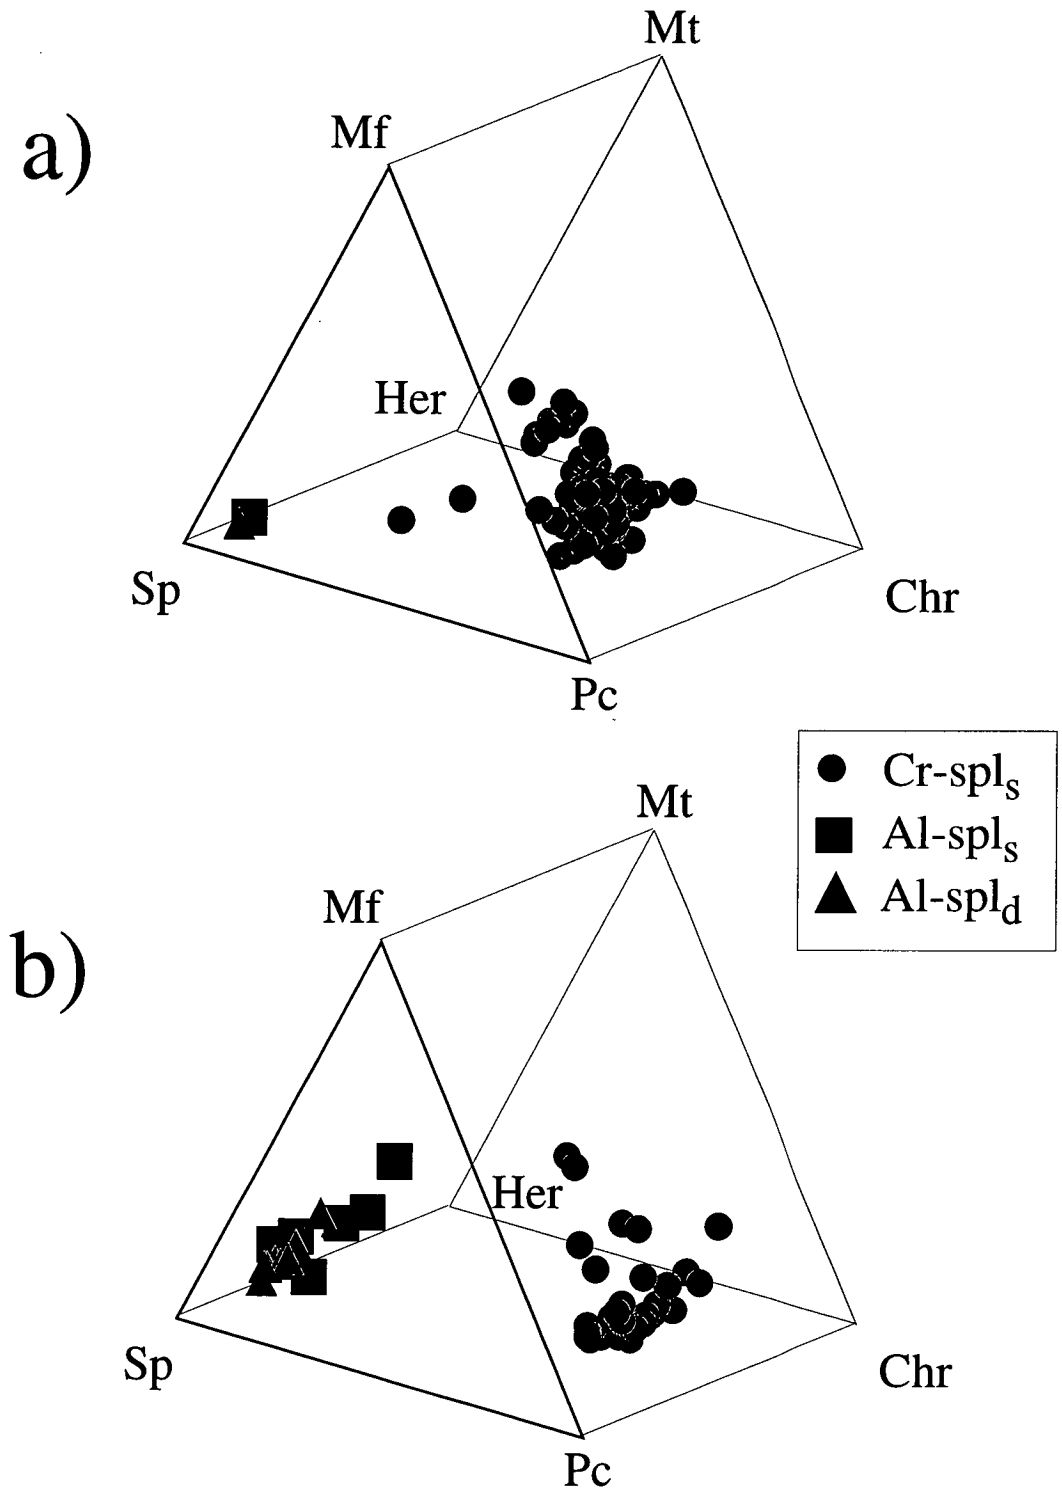 Mt
Mf
a)
Her
Sp
Chr
Pc
Cr-spls
Al-spls
Al-spld
Mt
Mf
b)
Her
Sp
Chr
Pc